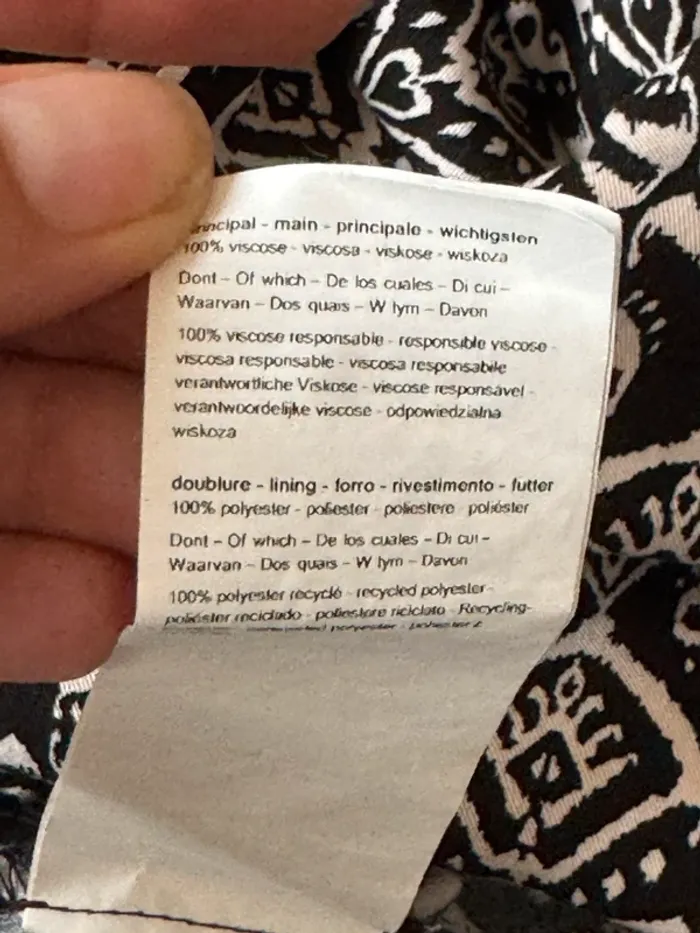 principal - main - principale - wichtigsten
100% viscose - viscosa - viskose - wiskoza
Dont - Of which - De los cuales - Di cui -
Waarvan - Dos quais - W tym - Davon
100% viscose responsable - responsible viscose -
viscosa responsable - viscosa responsabile
verantwortliche Viskose - viscose responsável -
verantwoordelijke viscose - odpowiedzialna
wiskoza
doublure - lining - forro - rivestimento - futter
100% polyester - poliester - poliestere - poliéster
Dont - Of which - De los cuales - Di cui -
Waarvan - Dos quais - W tym - Davon
100% polyester recyclé - recycled polyester -
poliéster reciclado - poliestere riciclato - Recycling-